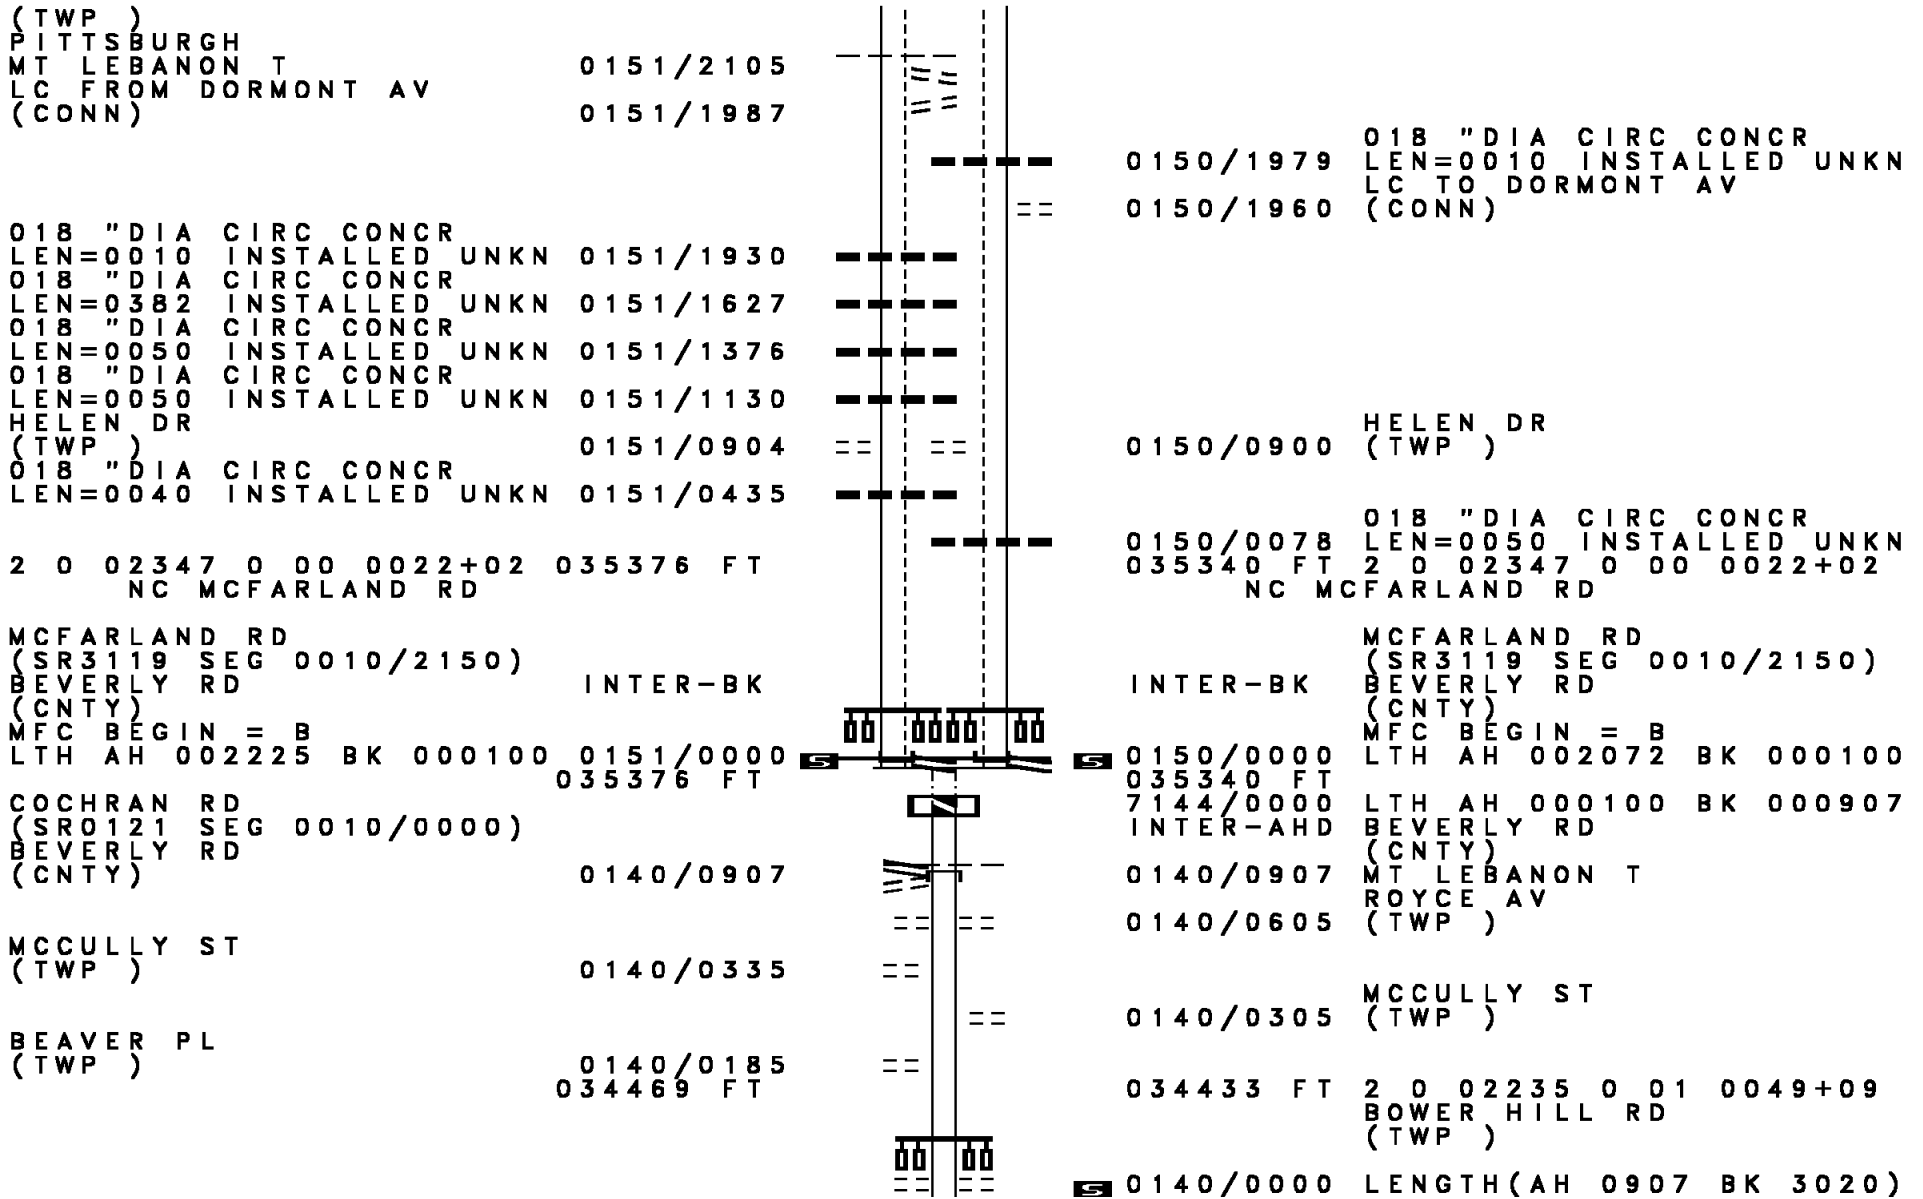 (TWP )
PITTSBURGH
MT LEBANON T 0151/2105
LC FROM DORMONT AV
(CONN) 0151/1987
018 "DIA CIRC CONCR
0150/1979 LEN=0010 INSTALLED UNKN
LC TO DORMONT AV
0150/1960 (CONN)
018 "DIA CIRC CONCR
LEN=0010 INSTALLED UNKN 0151/1930
018 "DIA CIRC CONCR
LEN=0382 INSTALLED UNKN 0151/1627
018 "DIA CIRC CONCR
LEN=0050 INSTALLED UNKN 0151/1376
018 "DIA CIRC CONCR
LEN=0050 INSTALLED UNKN 0151/1130
HELEN DR HELEN DR
(TWP ) 0151/0904 0150/0900 (TWP )
018 "DIA CIRC CONCR
LEN=0040 INSTALLED UNKN 0151/0435
018 "DIA CIRC CONCR
0150/0078 LEN=0050 INSTALLED UNKN
2 0 02347 0 00 0022+02 035376 FT 035340 FT 2 0 02347 0 00 0022+02
NC MCFARLAND RD NC MCFARLAND RD
MCFARLAND RD MCFARLAND RD
(SR3119 SEG 0010/2150) (SR3119 SEG 0010/2150)
BEVERLY RD INTER-BK INTER-BK BEVERLY RD
(CNTY) (CNTY)
MFC BEGIN = B MFC BEGIN = B
LTH AH 002225 BK 000100 0151/0000 S S 0150/0000 LTH AH 002072 BK 000100
035376 FT 035340 FT
COCHRAN RD 7144/0000 LTH AH 000100 BK 000907
(SR0121 SEG 0010/0000) INTER-AHD BEVERLY RD
BEVERLY RD (CNTY)
(CNTY) 0140/0907 0140/0907 MT LEBANON T
ROYCE AV
0140/0605 (TWP )
MCCULLY ST
(TWP ) 0140/0335
MCCULLY ST
0140/0305 (TWP )
BEAVER PL
(TWP ) 0140/0185
034469 FT 034433 FT 2 0 02235 0 01 0049+09
BOWER HILL RD
(TWP )
S 0140/0000 LENGTH(AH 0907 BK 3020)